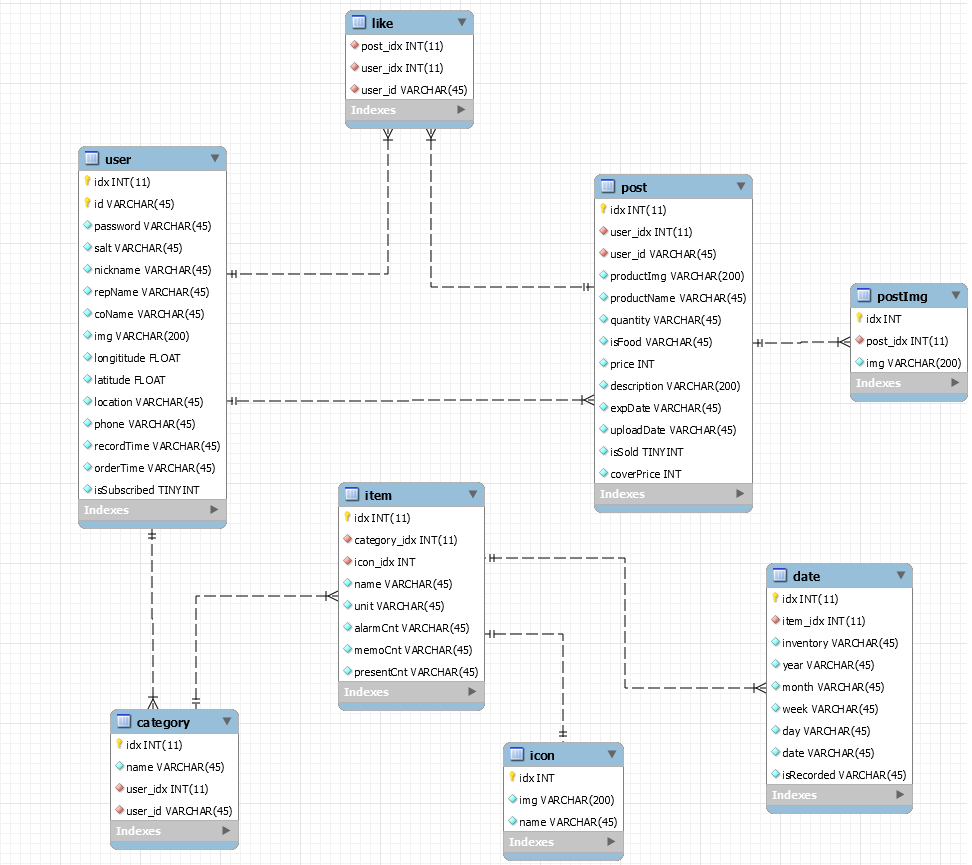 like
post_idx INT(11)
user_idx INT(11)
user_id VARCHAR(45)
Indexes
user
idx INT(11)
id VARCHAR(45)
password VARCHAR(45)
salt VARCHAR(45)
nickname VARCHAR(45)
repName VARCHAR(45)
coName VARCHAR(45)
img VARCHAR(200)
longititude FLOAT
latitude FLOAT
location VARCHAR(45)
phone VARCHAR(45)
recordTime VARCHAR(45)
orderTime VARCHAR(45)
isSubscribed TINYINT
Indexes
post
idx INT(11)
user_idx INT(11)
user_id VARCHAR(45)
productImg VARCHAR(200)
productName VARCHAR(45)
quantity VARCHAR(45)
isFood VARCHAR(45)
price INT
description VARCHAR(200)
expDate VARCHAR(45)
uploadDate VARCHAR(45)
isSold TINYINT
coverPrice INT
Indexes
postImg
idx INT
post_idx INT(11)
img VARCHAR(200)
Indexes
item
idx INT(11)
category_idx INT(11)
icon_idx INT
name VARCHAR(45)
unit VARCHAR(45)
alarmCnt VARCHAR(45)
memoCnt VARCHAR(45)
presentCnt VARCHAR(45)
Indexes
date
idx INT(11)
item_idx INT(11)
inventory VARCHAR(45)
year VARCHAR(45)
month VARCHAR(45)
week VARCHAR(45)
day VARCHAR(45)
date VARCHAR(45)
isRecorded VARCHAR(45)
Indexes
category
idx INT(11)
name VARCHAR(45)
user_idx INT(11)
user_id VARCHAR(45)
Indexes
icon
idx INT
img VARCHAR(200)
name VARCHAR(45)
Indexes